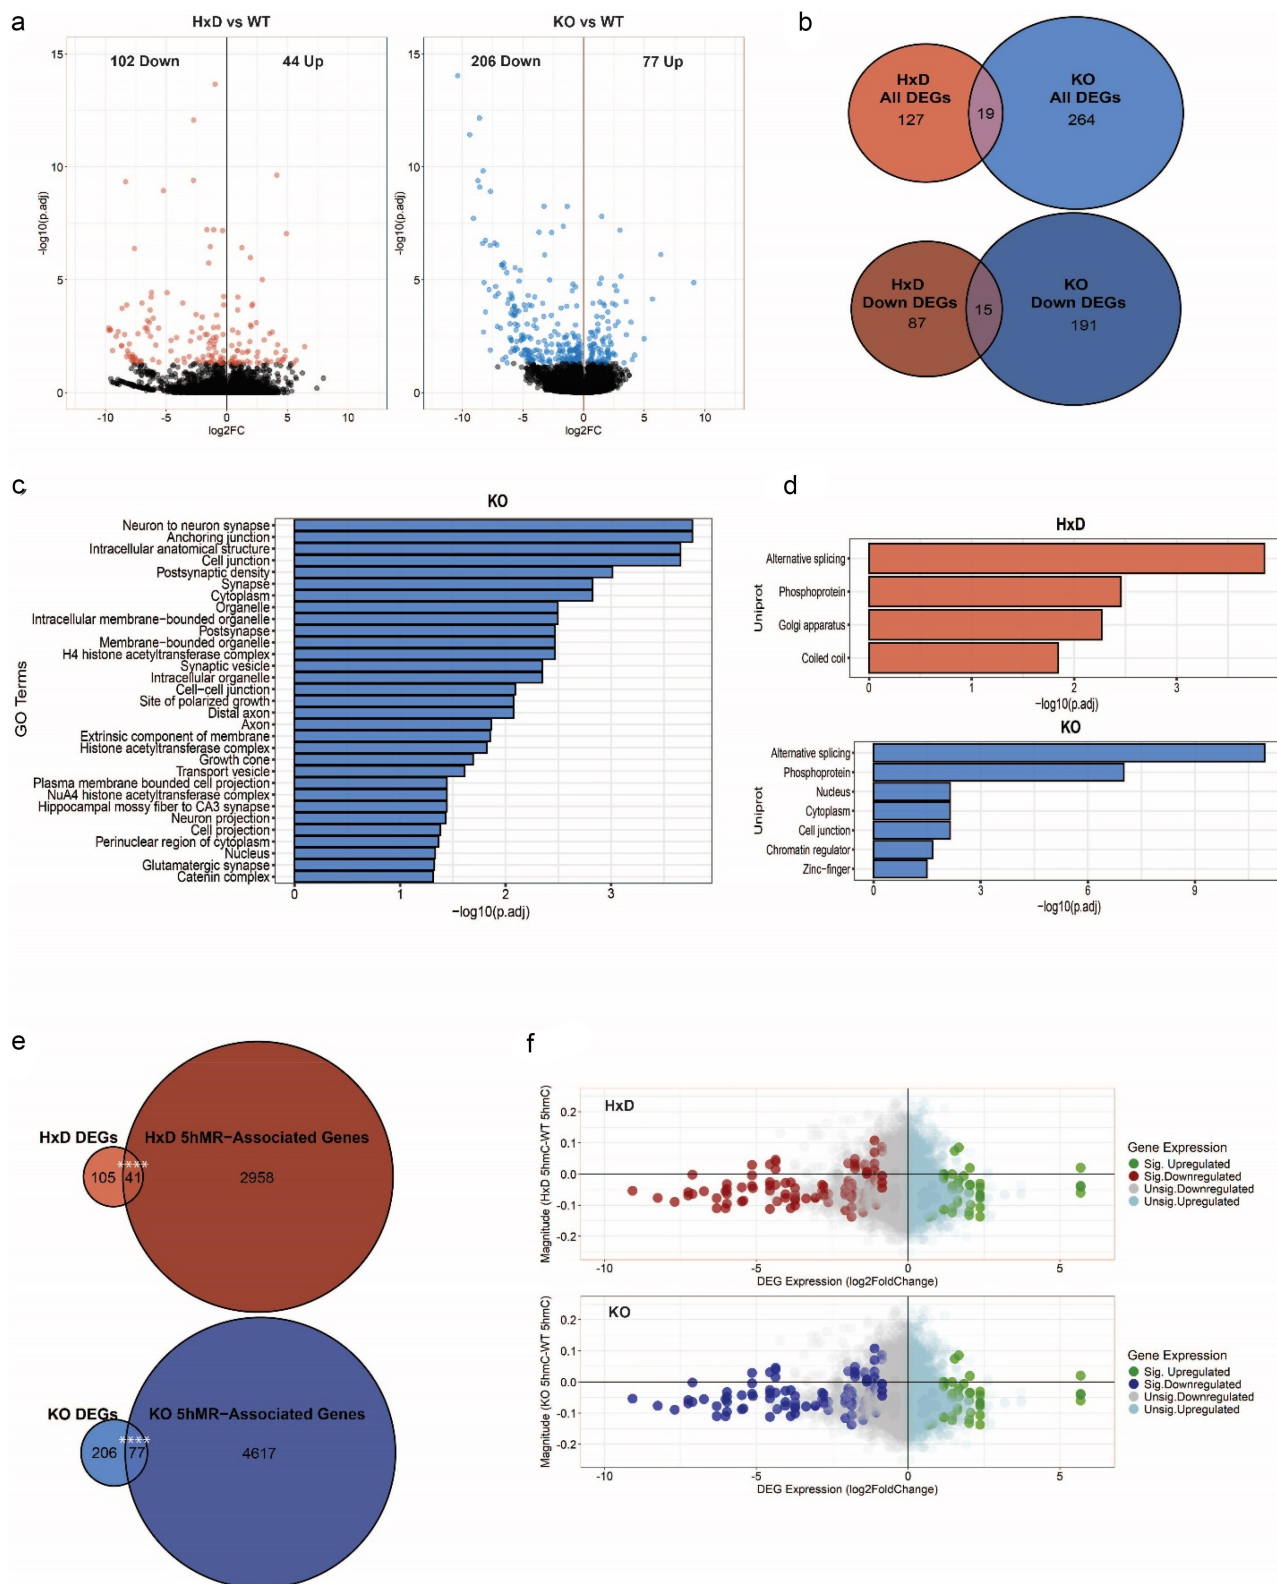 a
HxD vs WT
KO vs WT
102 Down
44 Up
206 Down
77 Up
-log10(p.adj)
15
10
5
0
-10
-5
0
5
log2FC
-log10(p.adj)
15
10
5
0
-10
-5
0
5
10
log2FC
b
HxD
All DEGs
127
19
KO
All DEGs
264
HxD
Down DEGs
87
15
KO
Down DEGs
191
c
KO
GO Terms
Neuron to neuron synapse
Anchoring junction
Intracellular anatomical structure
Cell junction
Postsynaptic density
Synapse
Cytoplasm
Organelle
Intracellular membrane-bounded organelle
Postsynapse
Membrane-bounded organelle
H4 histone acetyltransferase complex
Synaptic vesicle
Intracellular organelle
Cell-cell junction
Site of polarized growth
Distal axon
Axon
Extrinsic component of membrane
Histone acetyltransferase complex
Growth cone
Transport vesicle
Plasma membrane bounded cell projection
NuA4 histone acetyltransferase complex
Hippocampal mossy fiber to CA3 synapse
Neuron projection
Cell projection
Perinuclear region of cytoplasm
Nucleus
Glutamatergic synapse
Catenin complex
0
1
2
3
-log10(p.adj)
d
HxD
Uniprot
Alternative splicing
Phosphoprotein
Golgi apparatus
Coiled coil
0
1
2
3
-log10(p.adj)
KO
Uniprot
Alternative splicing
Phosphoprotein
Nucleus
Cytoplasm
Cell junction
Chromatin regulator
Zinc-finger
0
3
6
9
-log10(p.adj)
e
HxD DEGs
HxD 5hMR-Associated Genes
****
105
41
2958
KO DEGs
KO 5hMR-Associated Genes
****
206
77
4617
f
HxD
Magnitude (HxD 5hmC-WT 5hmC)
0.2
0.1
0.0
-0.1
-0.2
-10
-5
0
5
DEG Expression (log2FoldChange)
Gene Expression
Sig. Upregulated
Sig.Downregulated
Unsig.Downregulated
Unsig.Upregulated
KO
Magnitude (KO 5hmC-WT 5hmC)
0.2
0.1
0.0
-0.1
-0.2
-10
-5
0
5
DEG Expression (log2FoldChange)
Gene Expression
Sig. Upregulated
Sig.Downregulated
Unsig.Downregulated
Unsig.Upregulated